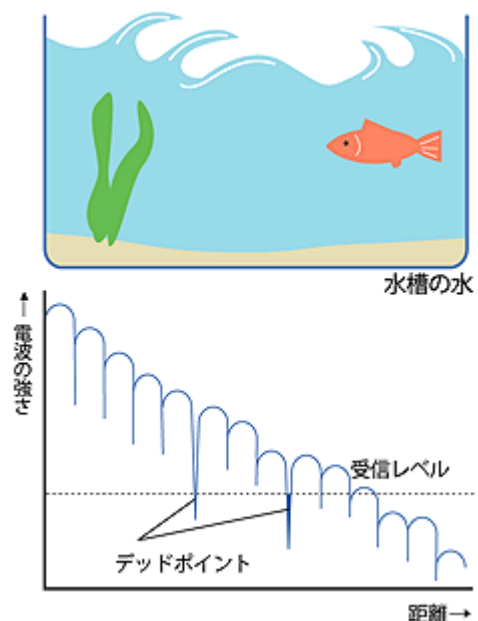 水槽の水
↑電波の強さ
受信レベル
デッドポイント
距離→